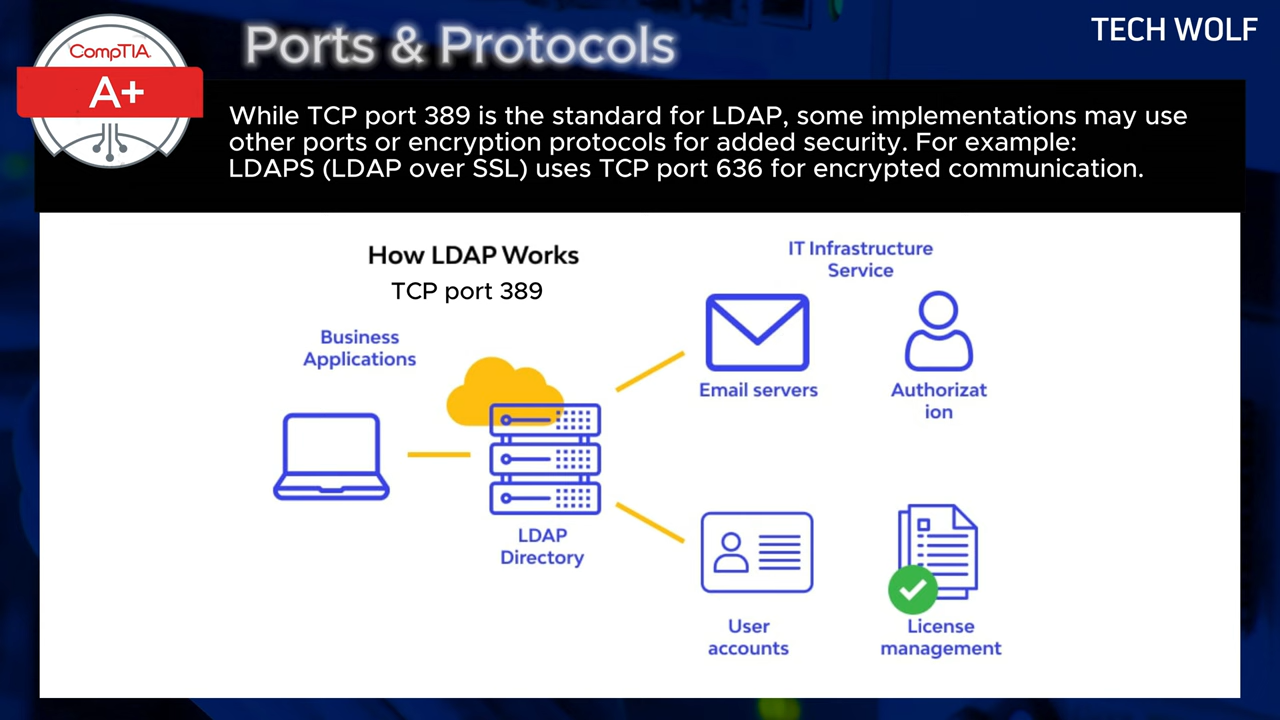 CompTIA.
A+
Ports & Protocols
TECH WOLF
While TCP port 389 is the standard for LDAP, some implementations may use
other ports or encryption protocols for added security. For example:
LDAPS (LDAP over SSL) uses TCP port 636 for encrypted communication.
How LDAP Works
TCP port 389
IT Infrastructure
Service
Business
Applications
Email servers
Authorizat
ion
LDAP
Directory
User
accounts
License
management